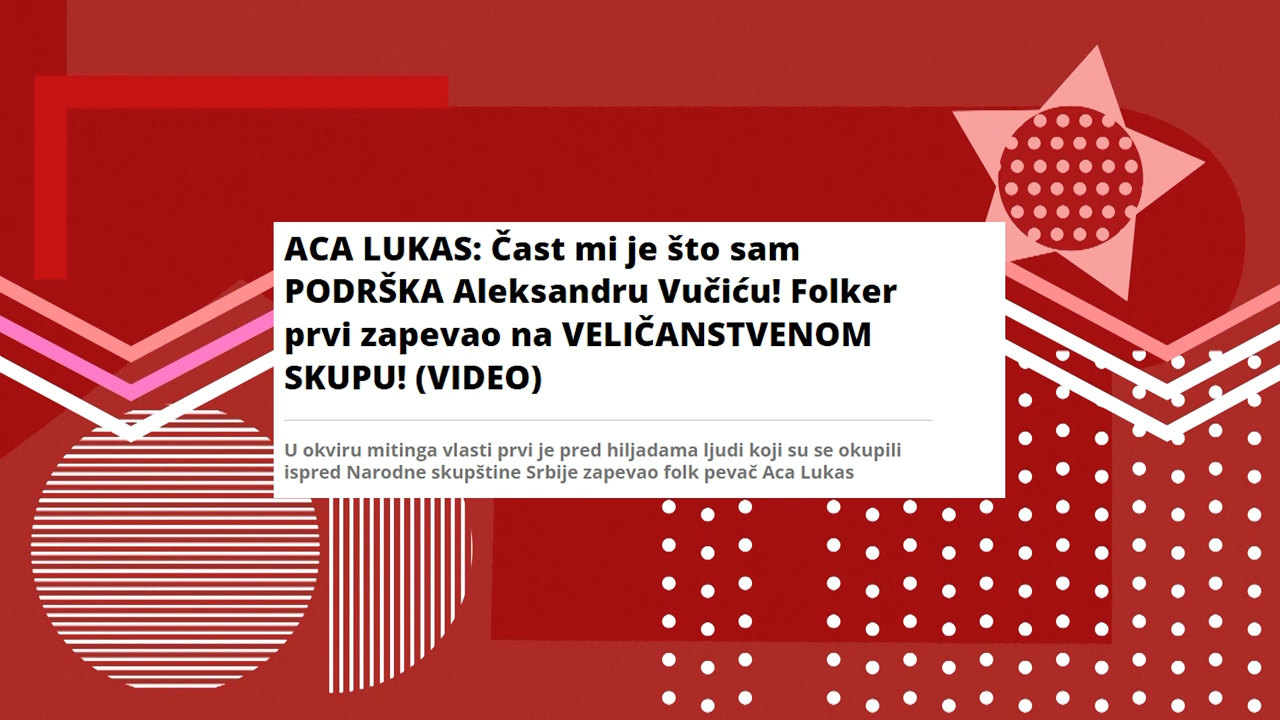 ACA LUKAS: Čast mi je što sam
PODRŠKA Aleksandru Vučiću! Folker
prvi zapevao na VELIČANSTVENOM
SKUPU! (VIDEO)
U okviru mitinga vlasti prvi je pred hiljadama ljudi koji su se okupili
ispred Narodne skupštine Srbije zapevao folk pevač Aca Lukas